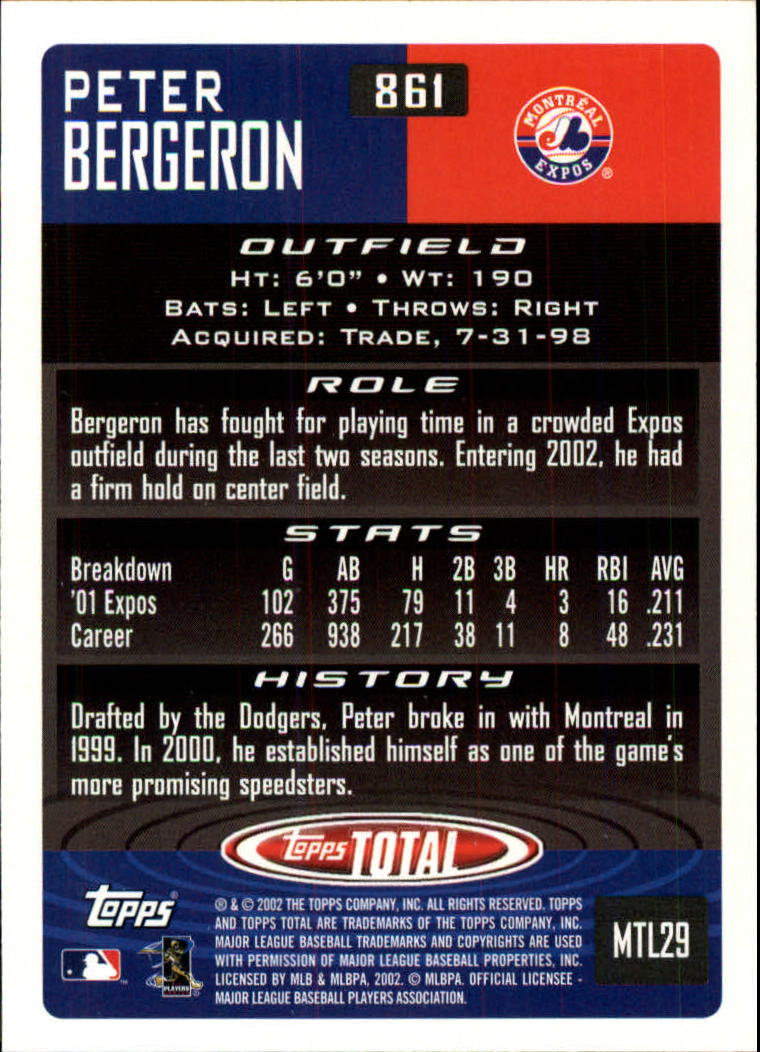 PETER
BERGERON
861
MONTRÉAL
EXPOS ®
OUTFIELD
HT: 6'0" • WT: 190
BATS: LEFT • THROWS: RIGHT
ACQUIRED: TRADE, 7-31-98
ROLE
Bergeron has fought for playing time in a crowded Expos
outfield during the last two seasons. Entering 2002, he had
a firm hold on center field.
STATS
Breakdown G AB H 2B 3B HR RBI AVG
'01 Expos 102 375 79 11 4 3 16 .211
Career 266 938 217 38 11 8 48 .231
HISTORY
Drafted by the Dodgers, Peter broke in with Montreal in
1999. In 2000, he established himself as one of the game's
more promising speedsters.
Topps TOTAL
Topps®
® & © 2002 THE TOPPS COMPANY, INC. ALL RIGHTS RESERVED. TOPPS
AND TOPPS TOTAL ARE TRADEMARKS OF THE TOPPS COMPANY, INC.
MAJOR LEAGUE BASEBALL TRADEMARKS AND COPYRIGHTS ARE USED
WITH PERMISSION OF MAJOR LEAGUE BASEBALL PROPERTIES, INC.
LICENSED BY MLB & MLBPA, 2002. © MLBPA. OFFICIAL LICENSEE -
MAJOR LEAGUE BASEBALL PLAYERS ASSOCIATION.
MTL29
PLAYERS